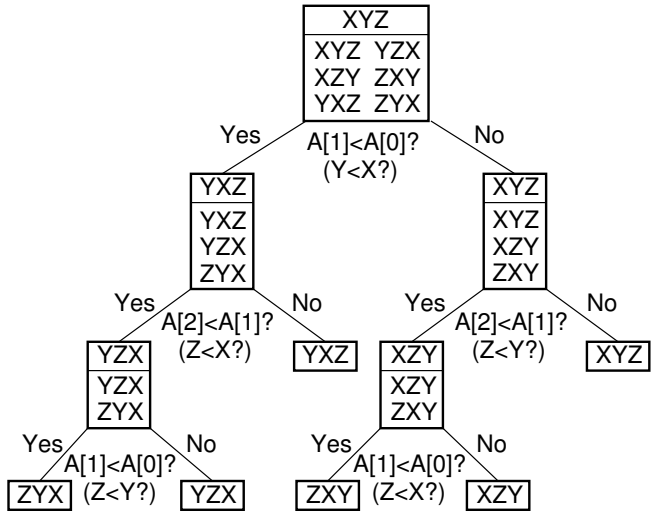 XYZ
XYZ YZX
XZY ZXY
YXZ ZYX
Yes A[1]<A[0]? No
(Y<X?)
YXZ
YXZ
YZX
ZYX
XYZ
XYZ
XZY
ZXY
Yes A[2]<A[1]? No
(Z<X?)
Yes A[2]<A[1]? No
(Z<Y?)
YZX
YZX
ZYX
YXZ
XZY
XZY
ZXY
XYZ
Yes A[1]<A[0]? No
(Z<Y?)
Yes A[1]<A[0]? No
(Z<X?)
ZYX
YZX
ZXY
XZY